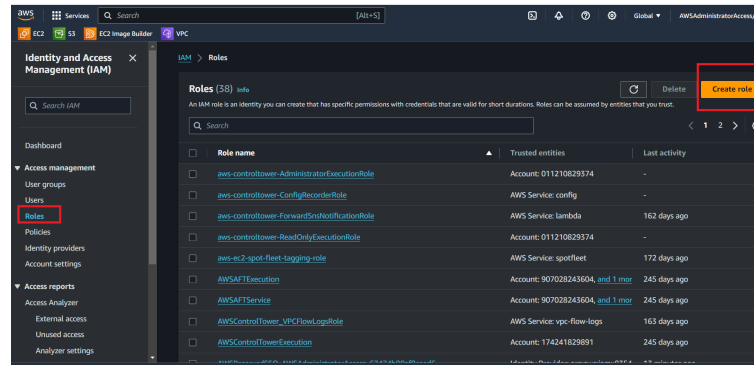 aws
Services
Search
[Alt+S]
Global ▼
AWSAdministratorAccess/
EC2
S3
EC2 Image Builder
VPC
Identity and Access Management (IAM)
Search IAM
Dashboard
Access management
User groups
Users
Roles
Policies
Identity providers
Account settings
Access reports
Access Analyzer
External access
Unused access
Analyzer settings
IAM > Roles
Roles (38) Info
Delete
Create role
An IAM role is an identity you can create that has specific permissions with credentials that are valid for short durations. Roles can be assumed by entities that you trust.
Search
< 1 2 >
Role name ▲ Trusted entities Last activity
aws-controltower-AdministratorExecutionRole Account: 011210829374 -
aws-controltower-ConfigRecorderRole AWS Service: config -
aws-controltower-ForwardSnsNotificationRole AWS Service: lambda 162 days ago
aws-controltower-ReadOnlyExecutionRole Account: 011210829374 -
aws-ec2-spot-fleet-tagging-role AWS Service: spotfleet 172 days ago
AWSAFTExecution Account: 907028243604, and 1 mor 245 days ago
AWSAFTService Account: 907028243604, and 1 mor 245 days ago
AWSControlTower_VPCFlowLogsRole AWS Service: vpc-flow-logs 163 days ago
AWSControlTowerExecution Account: 174241829891 245 days ago